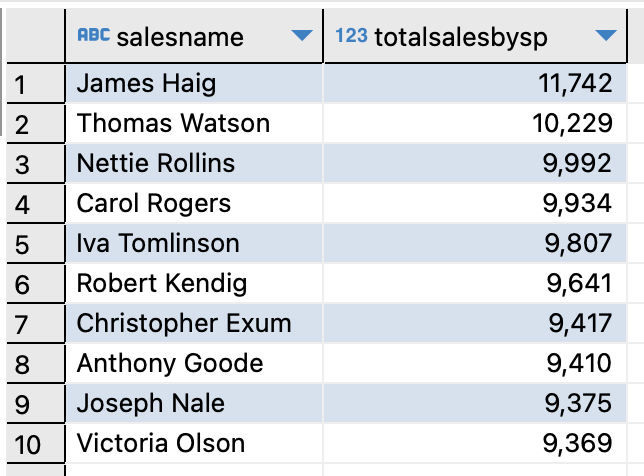 ABC salesname 123 totalsalesbysp
1 James Haig 11,742
2 Thomas Watson 10,229
3 Nettie Rollins 9,992
4 Carol Rogers 9,934
5 Iva Tomlinson 9,807
6 Robert Kendig 9,641
7 Christopher Exum 9,417
8 Anthony Goode 9,410
9 Joseph Nale 9,375
10 Victoria Olson 9,369